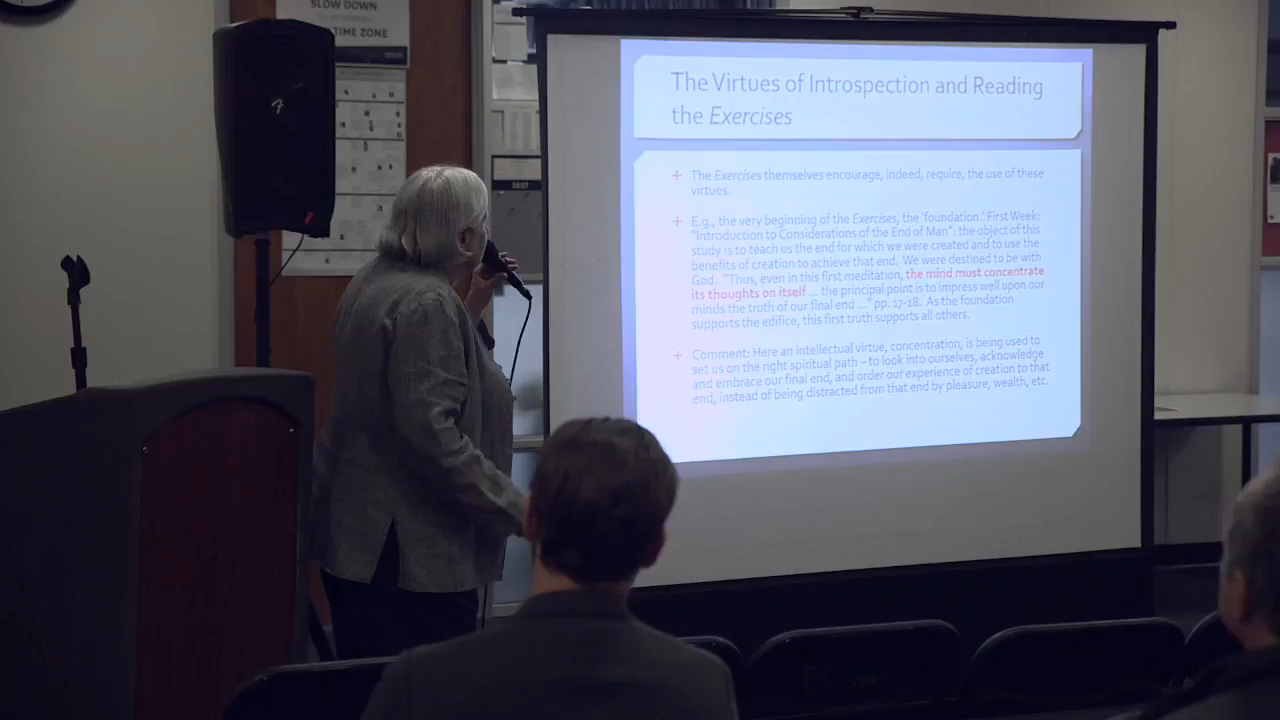 SLOW DOWN
TIME ZONE
The Virtues of Introspection and Reading
the Exercises
The Exercises themselves encourage, indeed, require, the use of these
virtues.
E.g., the very beginning of the Exercises, the 'foundation.' First Week:
"Introduction to Considerations of the End of Man": the object of this
study is to teach us the end for which we were created and to use the
benefits of creation to achieve that end. We were destined to be with
God. "Thus, even in this first meditation, the mind must concentrate
its thoughts on itself ... the principal point is to impress well upon our
minds the truth of our final end ..." pp. 17-18. As the foundation
supports the edifice, this first truth supports all others.
Comment: Here an intellectual virtue, concentration, is being used to
set us on the right spiritual path – to look into ourselves, acknowledge
and embrace our final end, and order our experience of creation to that
end, instead of being distracted from that end by pleasure, wealth, etc.